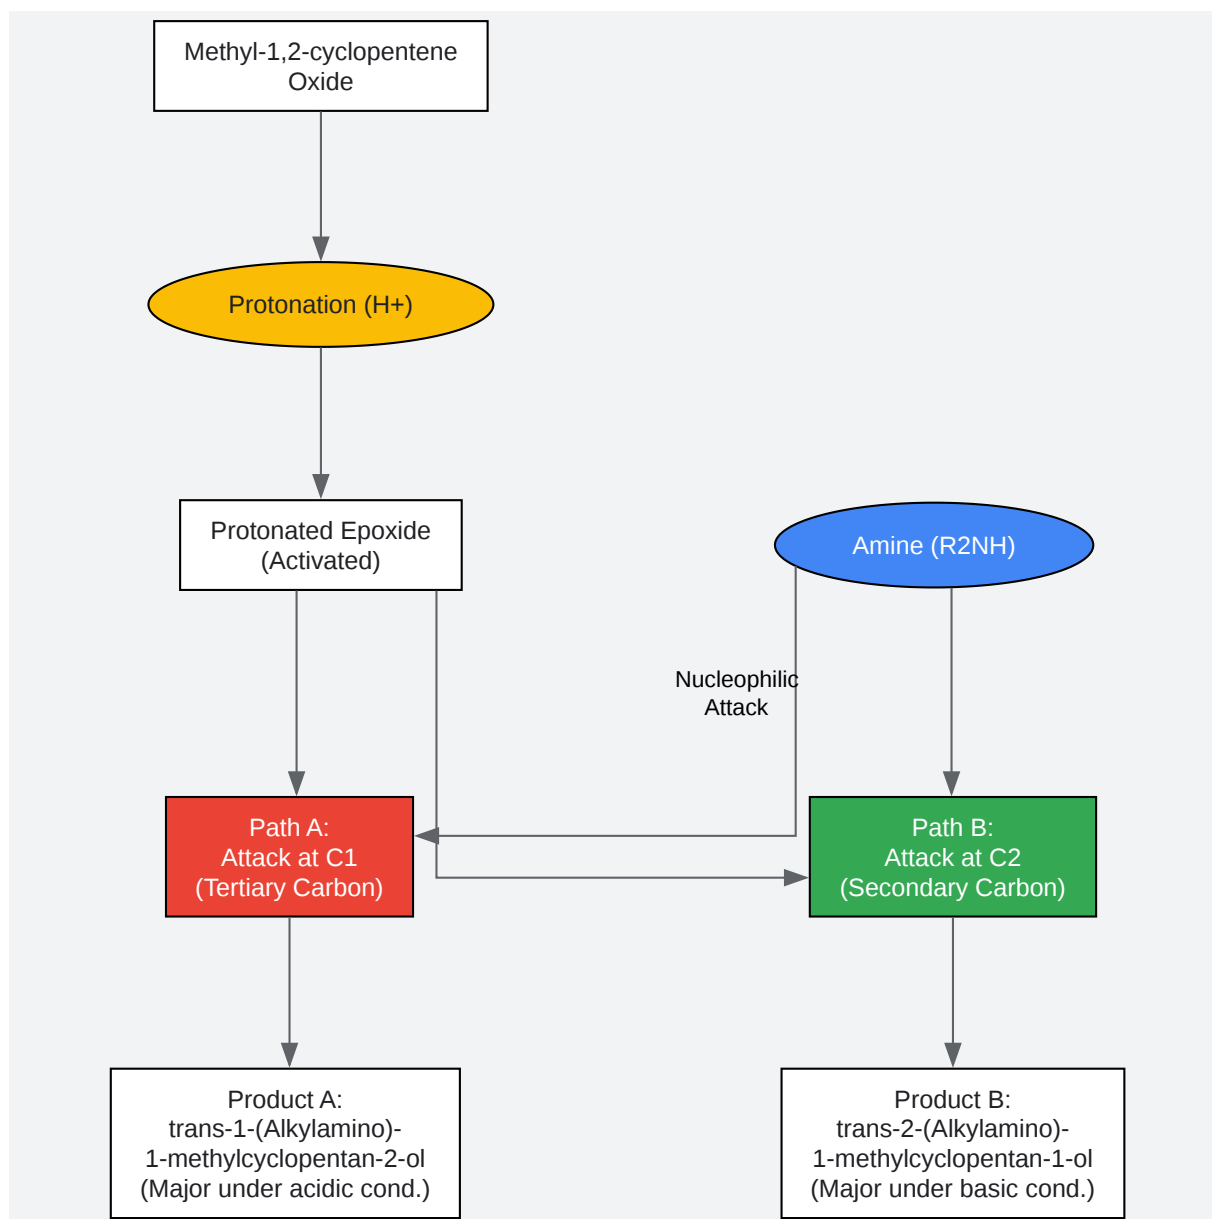 Methyl-1,2-cyclopentene
Oxide
Protonation (H+)
Protonated Epoxide
(Activated)
Amine (R2NH)
Nucleophilic
Attack
Path A:
Attack at C1
(Tertiary Carbon)
Path B:
Attack at C2
(Secondary Carbon)
Product A:
trans-1-(Alkylamino)-
1-methylcyclopentan-2-ol
(Major under acidic cond.)
Product B:
trans-2-(Alkylamino)-
1-methylcyclopentan-1-ol
(Major under basic cond.)